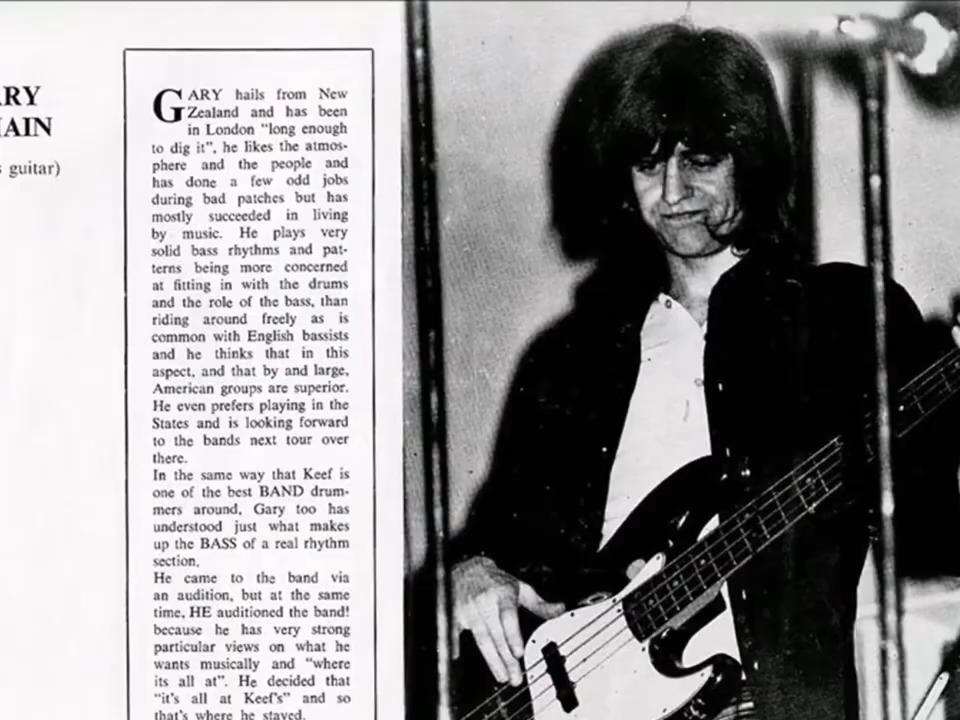 ARY
AIN
guitar)
GARY hails from New
Zealand and has been
in London "long enough
to dig it", he likes the atmos-
phere and the people and
has done a few odd jobs
during bad patches but has
mostly succeeded in living
by music. He plays very
solid bass rhythms and pat-
terns being more concerned
at fitting in with the drums
and the role of the bass, than
riding around freely as is
common with English bassists
and he thinks that in this
aspect, and that by and large,
American groups are superior.
He even prefers playing in the
States and is looking forward
to the bands next tour over
there.
In the same way that Keef is
one of the best BAND drum-
mers around, Gary too has
understood just what makes
up the BASS of a real rhythm
section.
He came to the band via
an audition, but at the same
time, HE auditioned the band!
because he has very strong
particular views on what he
wants musically and "where
its all at". He decided that
"it's all at Keef's" and so
that's where he stayed.